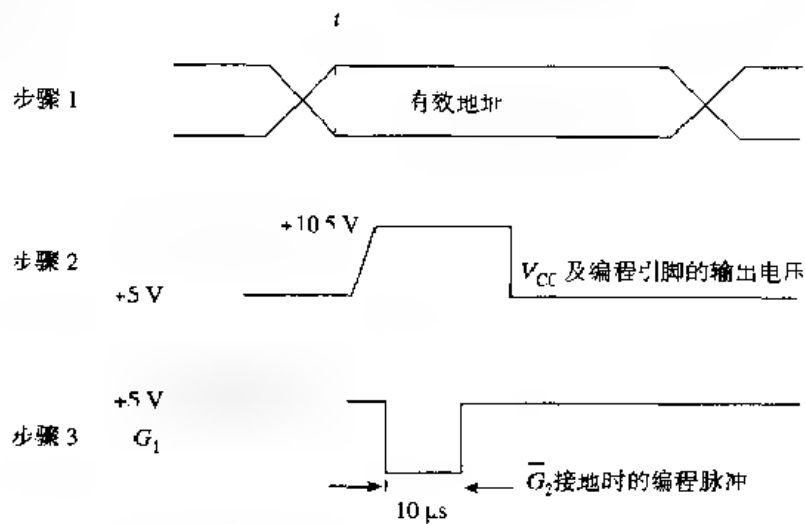 t
步骤 1
有效地址
+10 5 V
步骤 2
V_CC 及编程引脚的输出电压
+5 V
+5 V
步骤 3
G_1
G̅_2接地时的编程脉冲
10 μs